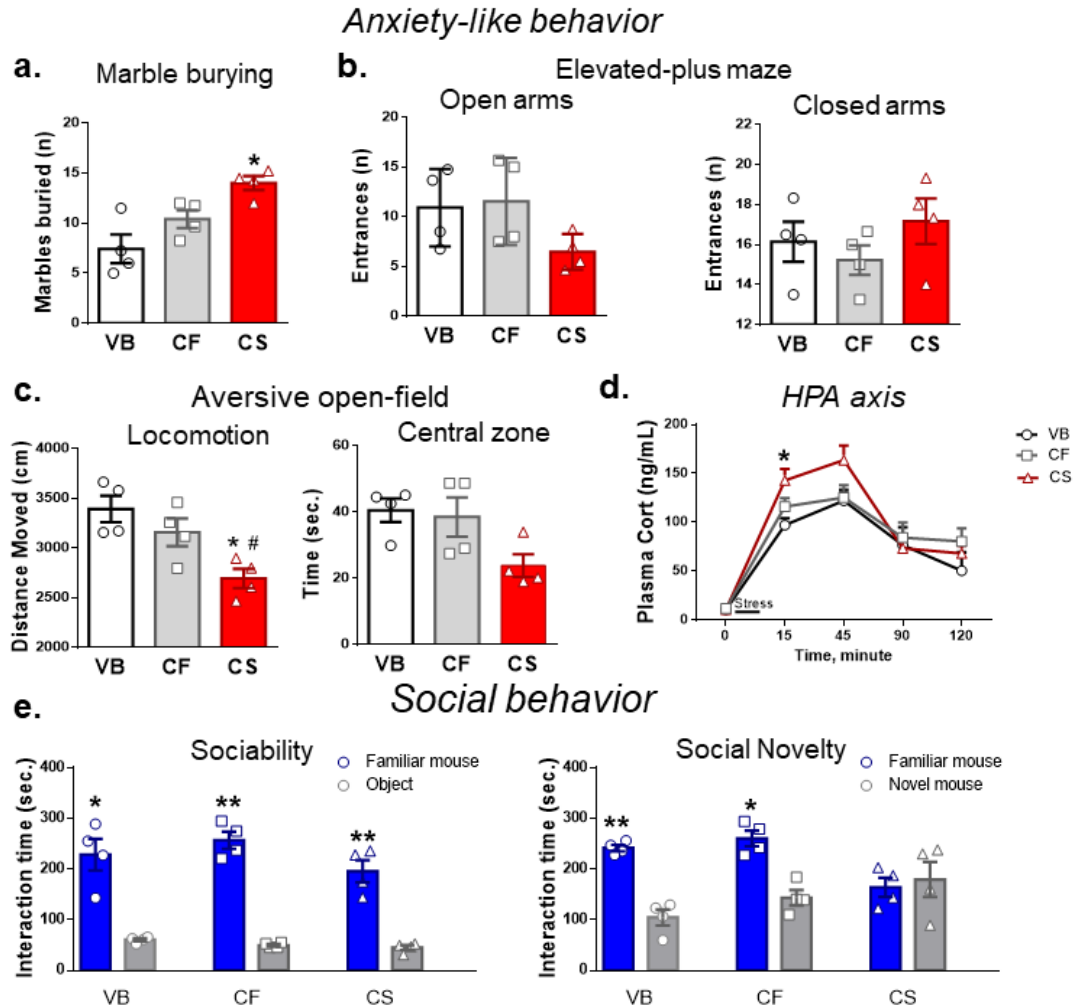 Anxiety-like behavior
a.
Marble burying
Marbles buried (n)
20
15
10
5
0
*
VB CF CS
b.
Elevated-plus maze
Open arms
Entrances (n)
20
15
10
5
0
VB CF CS
Closed arms
Entrances (n)
22
20
18
16
14
12
VB CF CS
c.
Aversive open-field
Locomotion
Distance Moved (cm)
4000
3500
3000
2500
2000
* #
VB CF CS
Central zone
Time (sec.)
60
40
20
0
VB CF CS
d.
HPA axis
Plasma Cort (ng/mL)
200
150
100
50
0
*
Stress
0 15 45 90 120
Time, minute
VB
CF
CS
Social behavior
e.
Sociability
Familiar mouse
Object
Interaction time (sec.)
400
300
200
100
0
* ** **
VB CF CS
Social Novelty
Familiar mouse
Novel mouse
Interaction time (sec.)
400
300
200
100
0
** *
VB CF CS